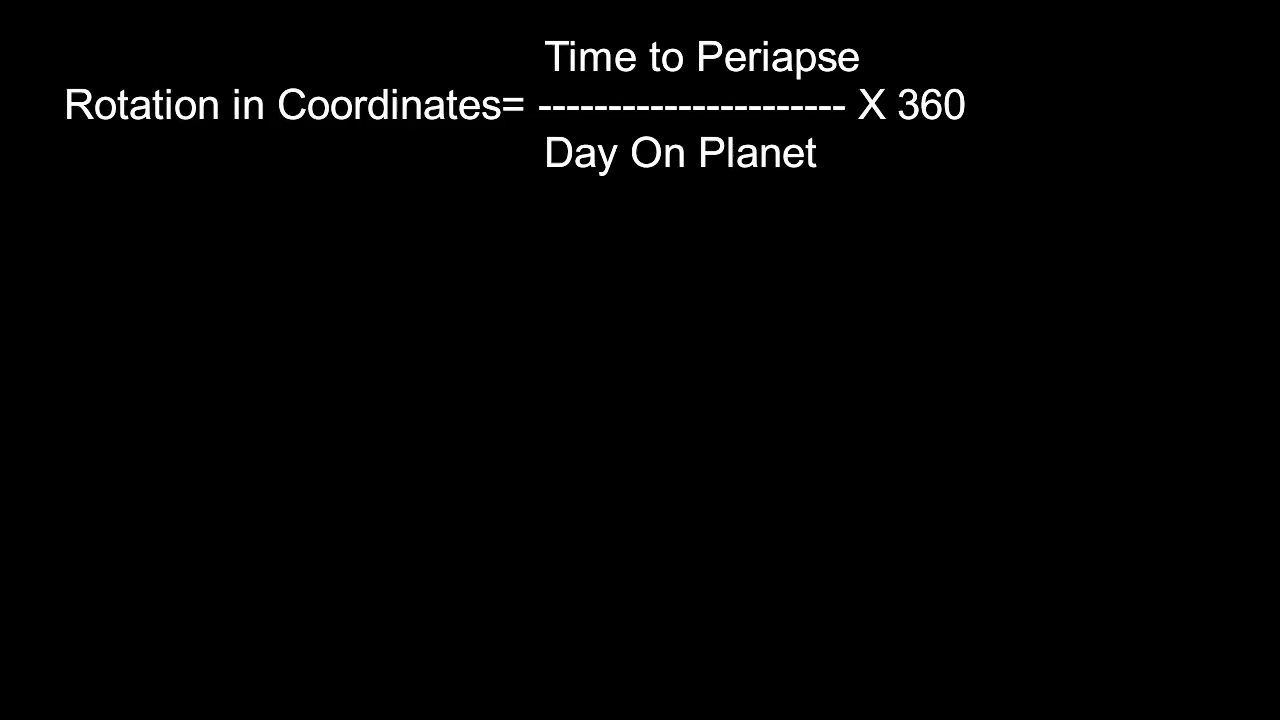 Time to Periapse
Rotation in Coordinates= ---------------------- X 360
Day On Planet